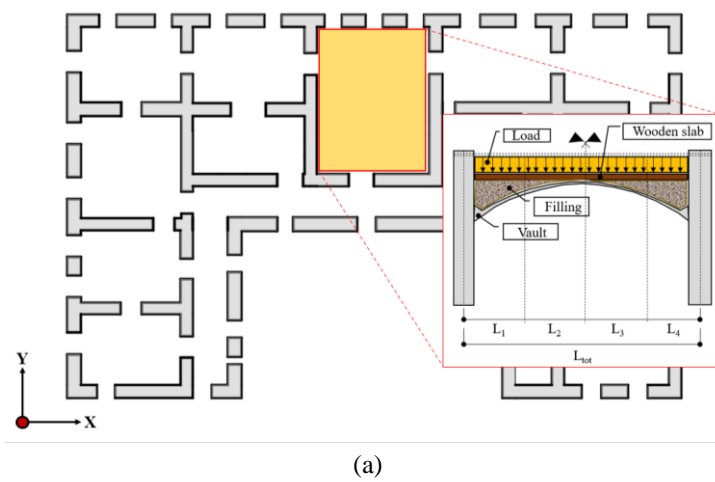 Load
Wooden slab
Filling
Vault
L1 L2 L3 L4
Ltot
Y
X
(a)